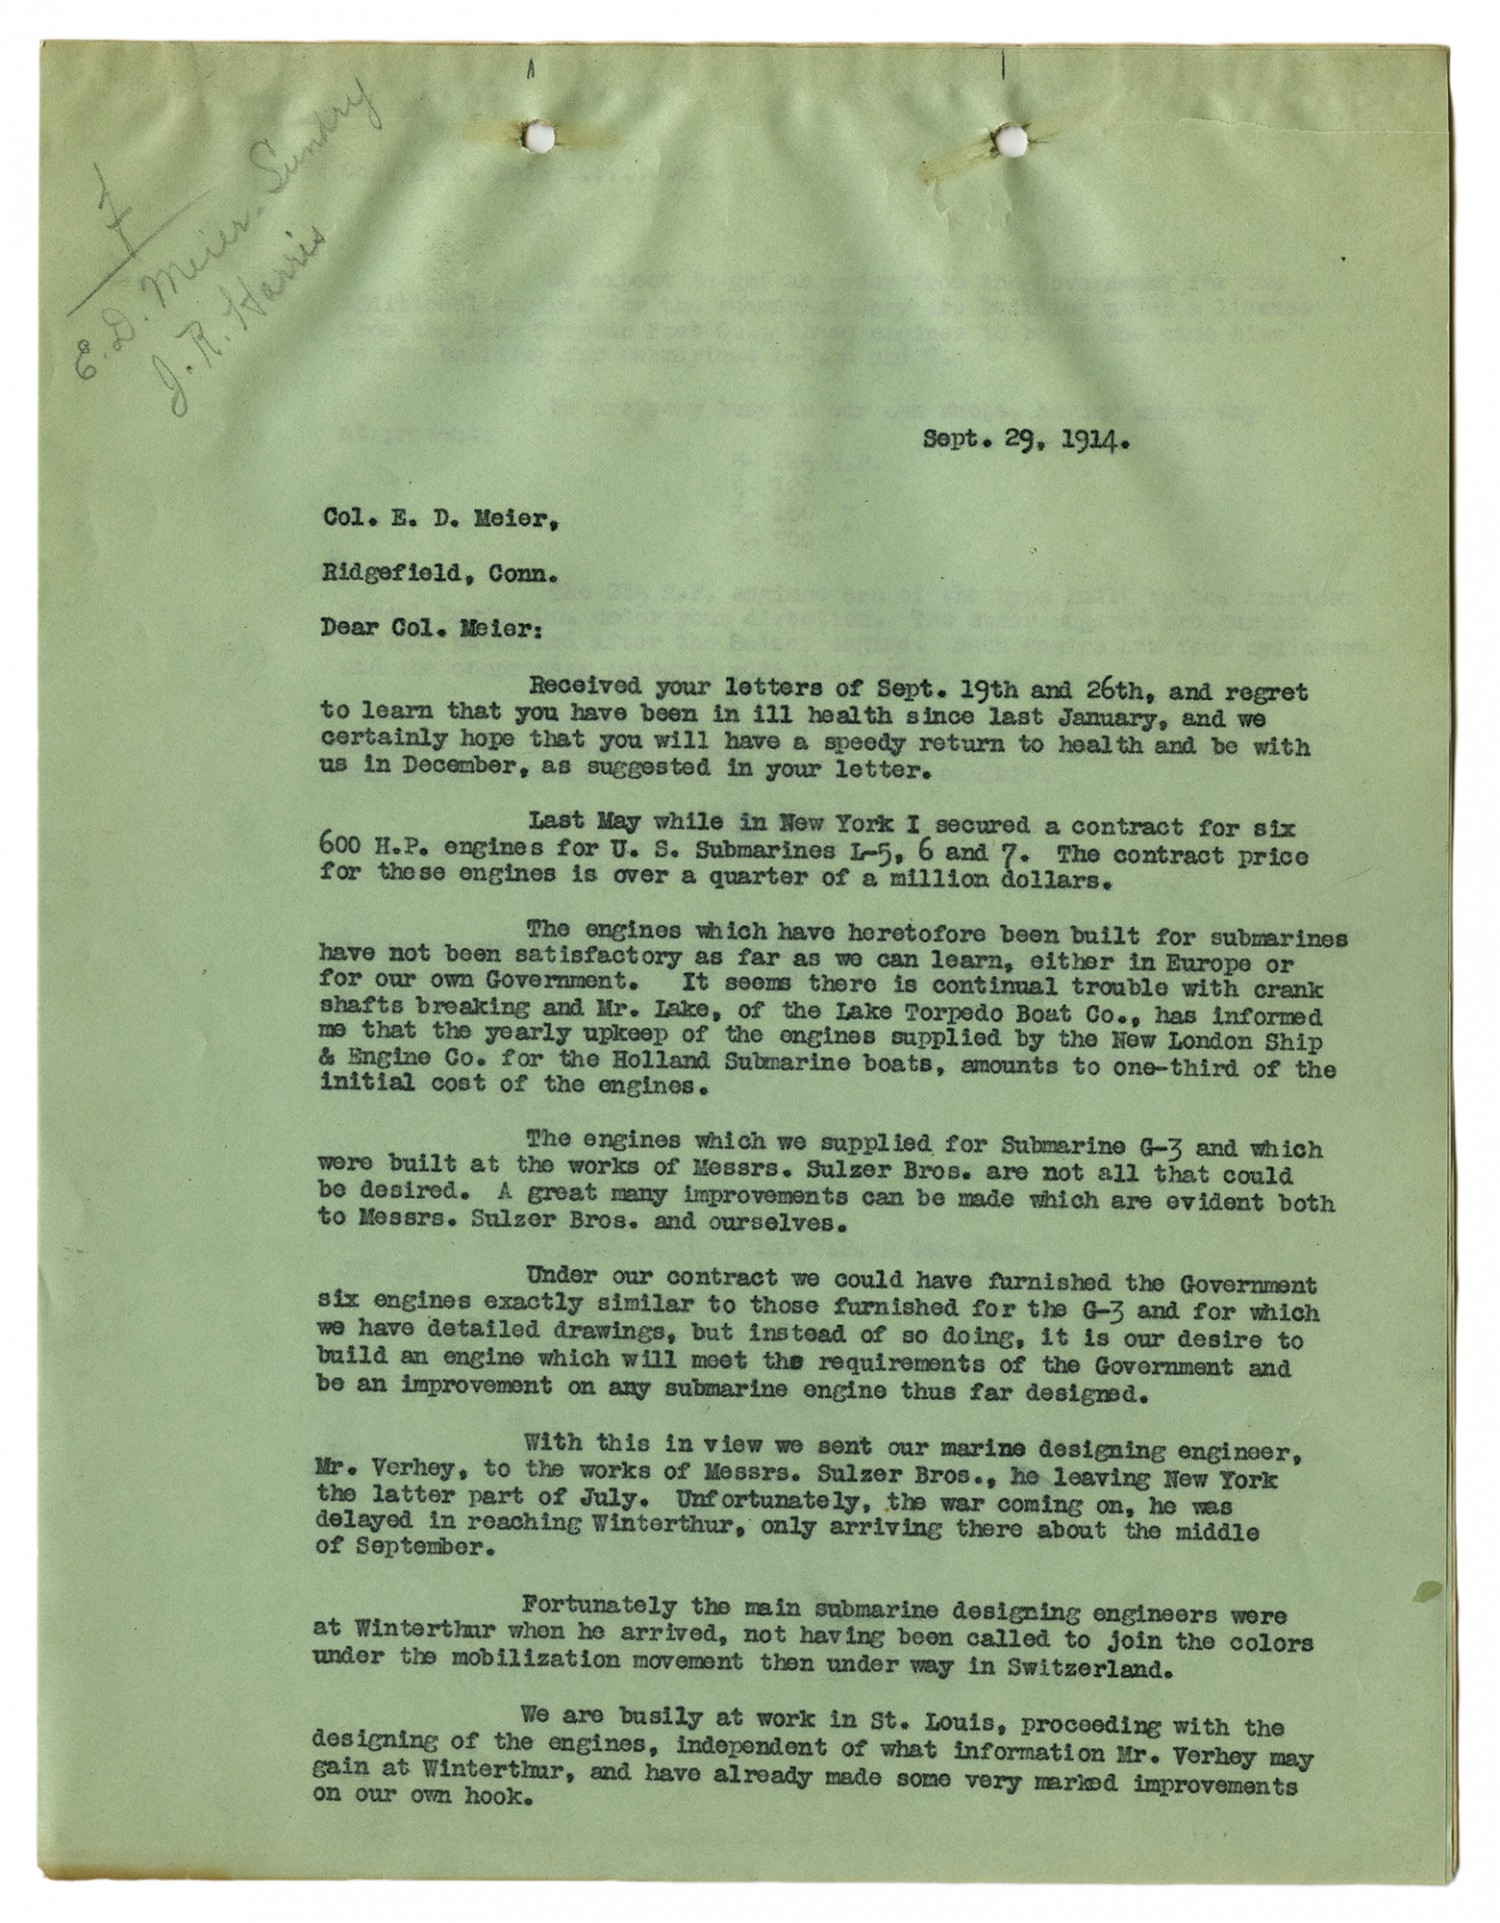 E. D. Meier-Sundry
J. R. Harris
Sept. 29, 1914.
Col. E. D. Meier,
Ridgefield, Conn.
Dear Col. Meier:
Received your letters of Sept. 19th and 26th, and regret
to learn that you have been in ill health since last January, and we
certainly hope that you will have a speedy return to health and be with
us in December, as suggested in your letter.
Last May while in New York I secured a contract for six
600 H.P. engines for U. S. Submarines L-5, 6 and 7. The contract price
for these engines is over a quarter of a million dollars.
The engines which have heretofore been built for submarines
have not been satisfactory as far as we can learn, either in Europe or
for our own Government. It seems there is continual trouble with crank
shafts breaking and Mr. Lake, of the Lake Torpedo Boat Co., has informed
me that the yearly upkeep of the engines supplied by the New London Ship
& Engine Co. for the Holland Submarine boats, amounts to one-third of the
initial cost of the engines.
The engines which we supplied for Submarine G-3 and which
were built at the works of Messrs. Sulzer Bros. are not all that could
be desired. A great many improvements can be made which are evident both
to Messrs. Sulzer Bros. and ourselves.
Under our contract we could have furnished the Government
six engines exactly similar to those furnished for the G-3 and for which
we have detailed drawings, but instead of so doing, it is our desire to
build an engine which will meet the requirements of the Government and
be an improvement on any submarine engine thus far designed.
With this in view we sent our marine designing engineer,
Mr. Verhey, to the works of Messrs. Sulzer Bros., he leaving New York
the latter part of July. Unfortunately, the war coming on, he was
delayed in reaching Winterthur, only arriving there about the middle
of September.
Fortunately the main submarine designing engineers were
at Winterthur when he arrived, not having been called to join the colors
under the mobilization movement then under way in Switzerland.
We are busily at work in St. Louis, proceeding with the
designing of the engines, independent of what information Mr. Verhey may
gain at Winterthur, and have already made some very marked improvements
on our own hook.